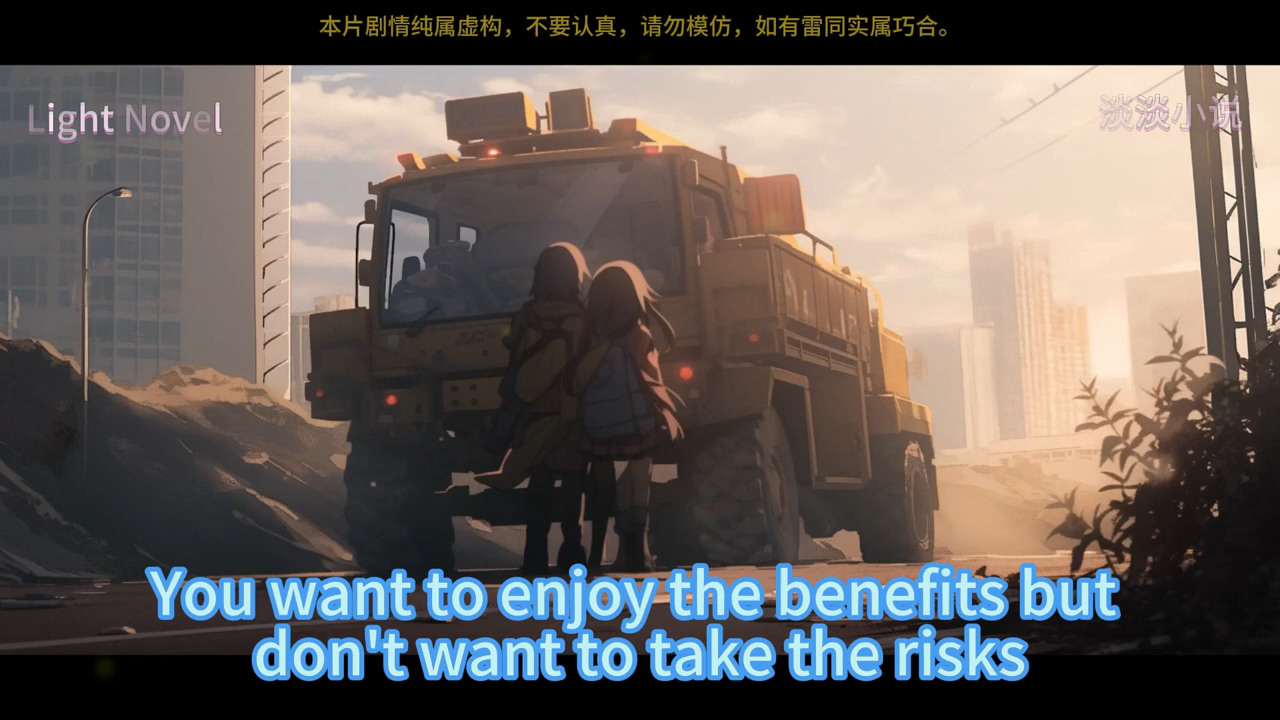 本片剧情纯属虚构，不要认真，请勿模仿，如有雷同实属巧合。
Light Novel
淡淡小说
You want to enjoy the benefits but
don't want to take the risks